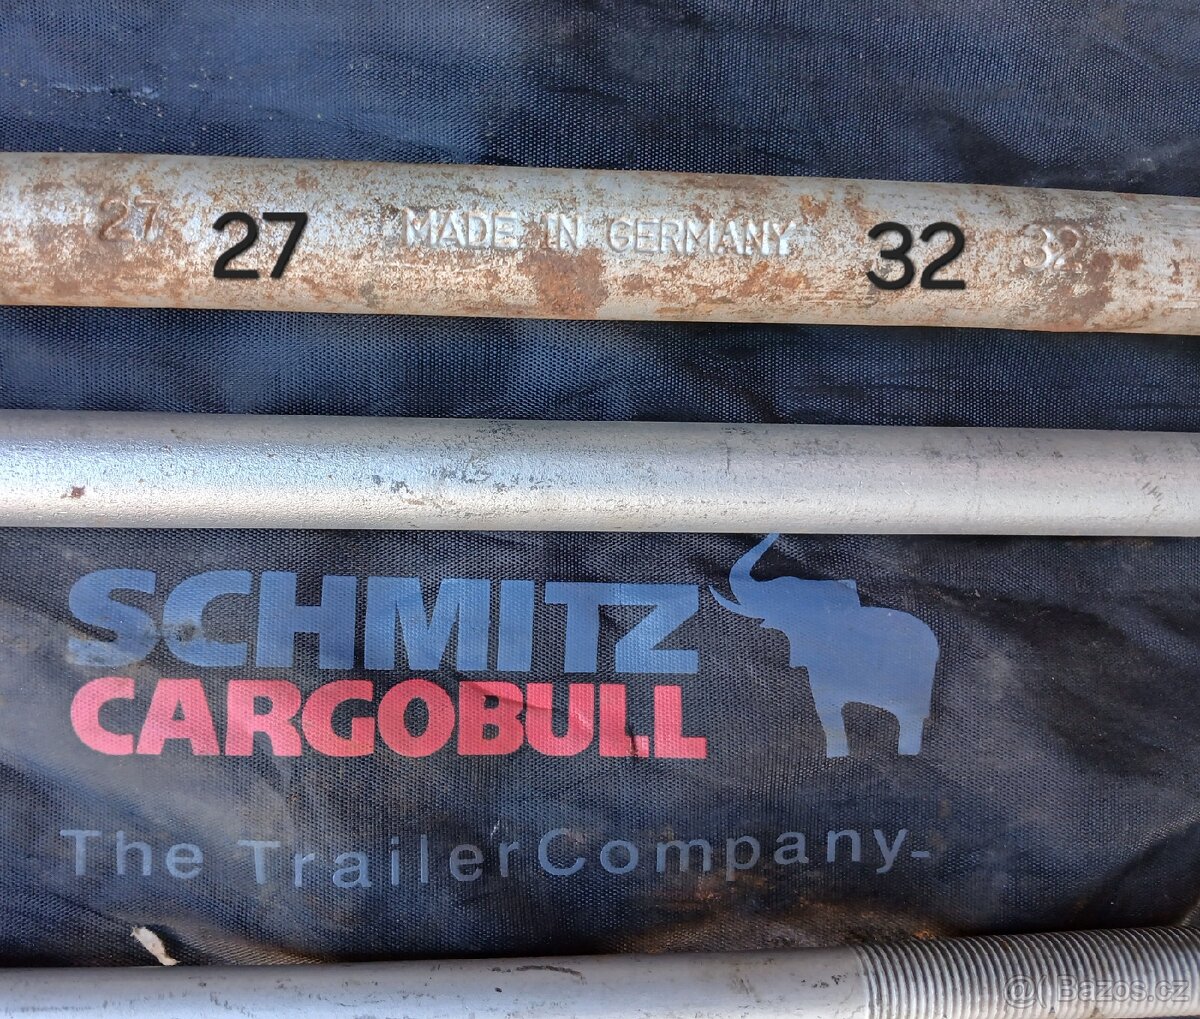 27 27 MADE IN GERMANY 32 32
SCHMITZ
CARGOBULL
The TrailerCompany.
@( Bazos.cz